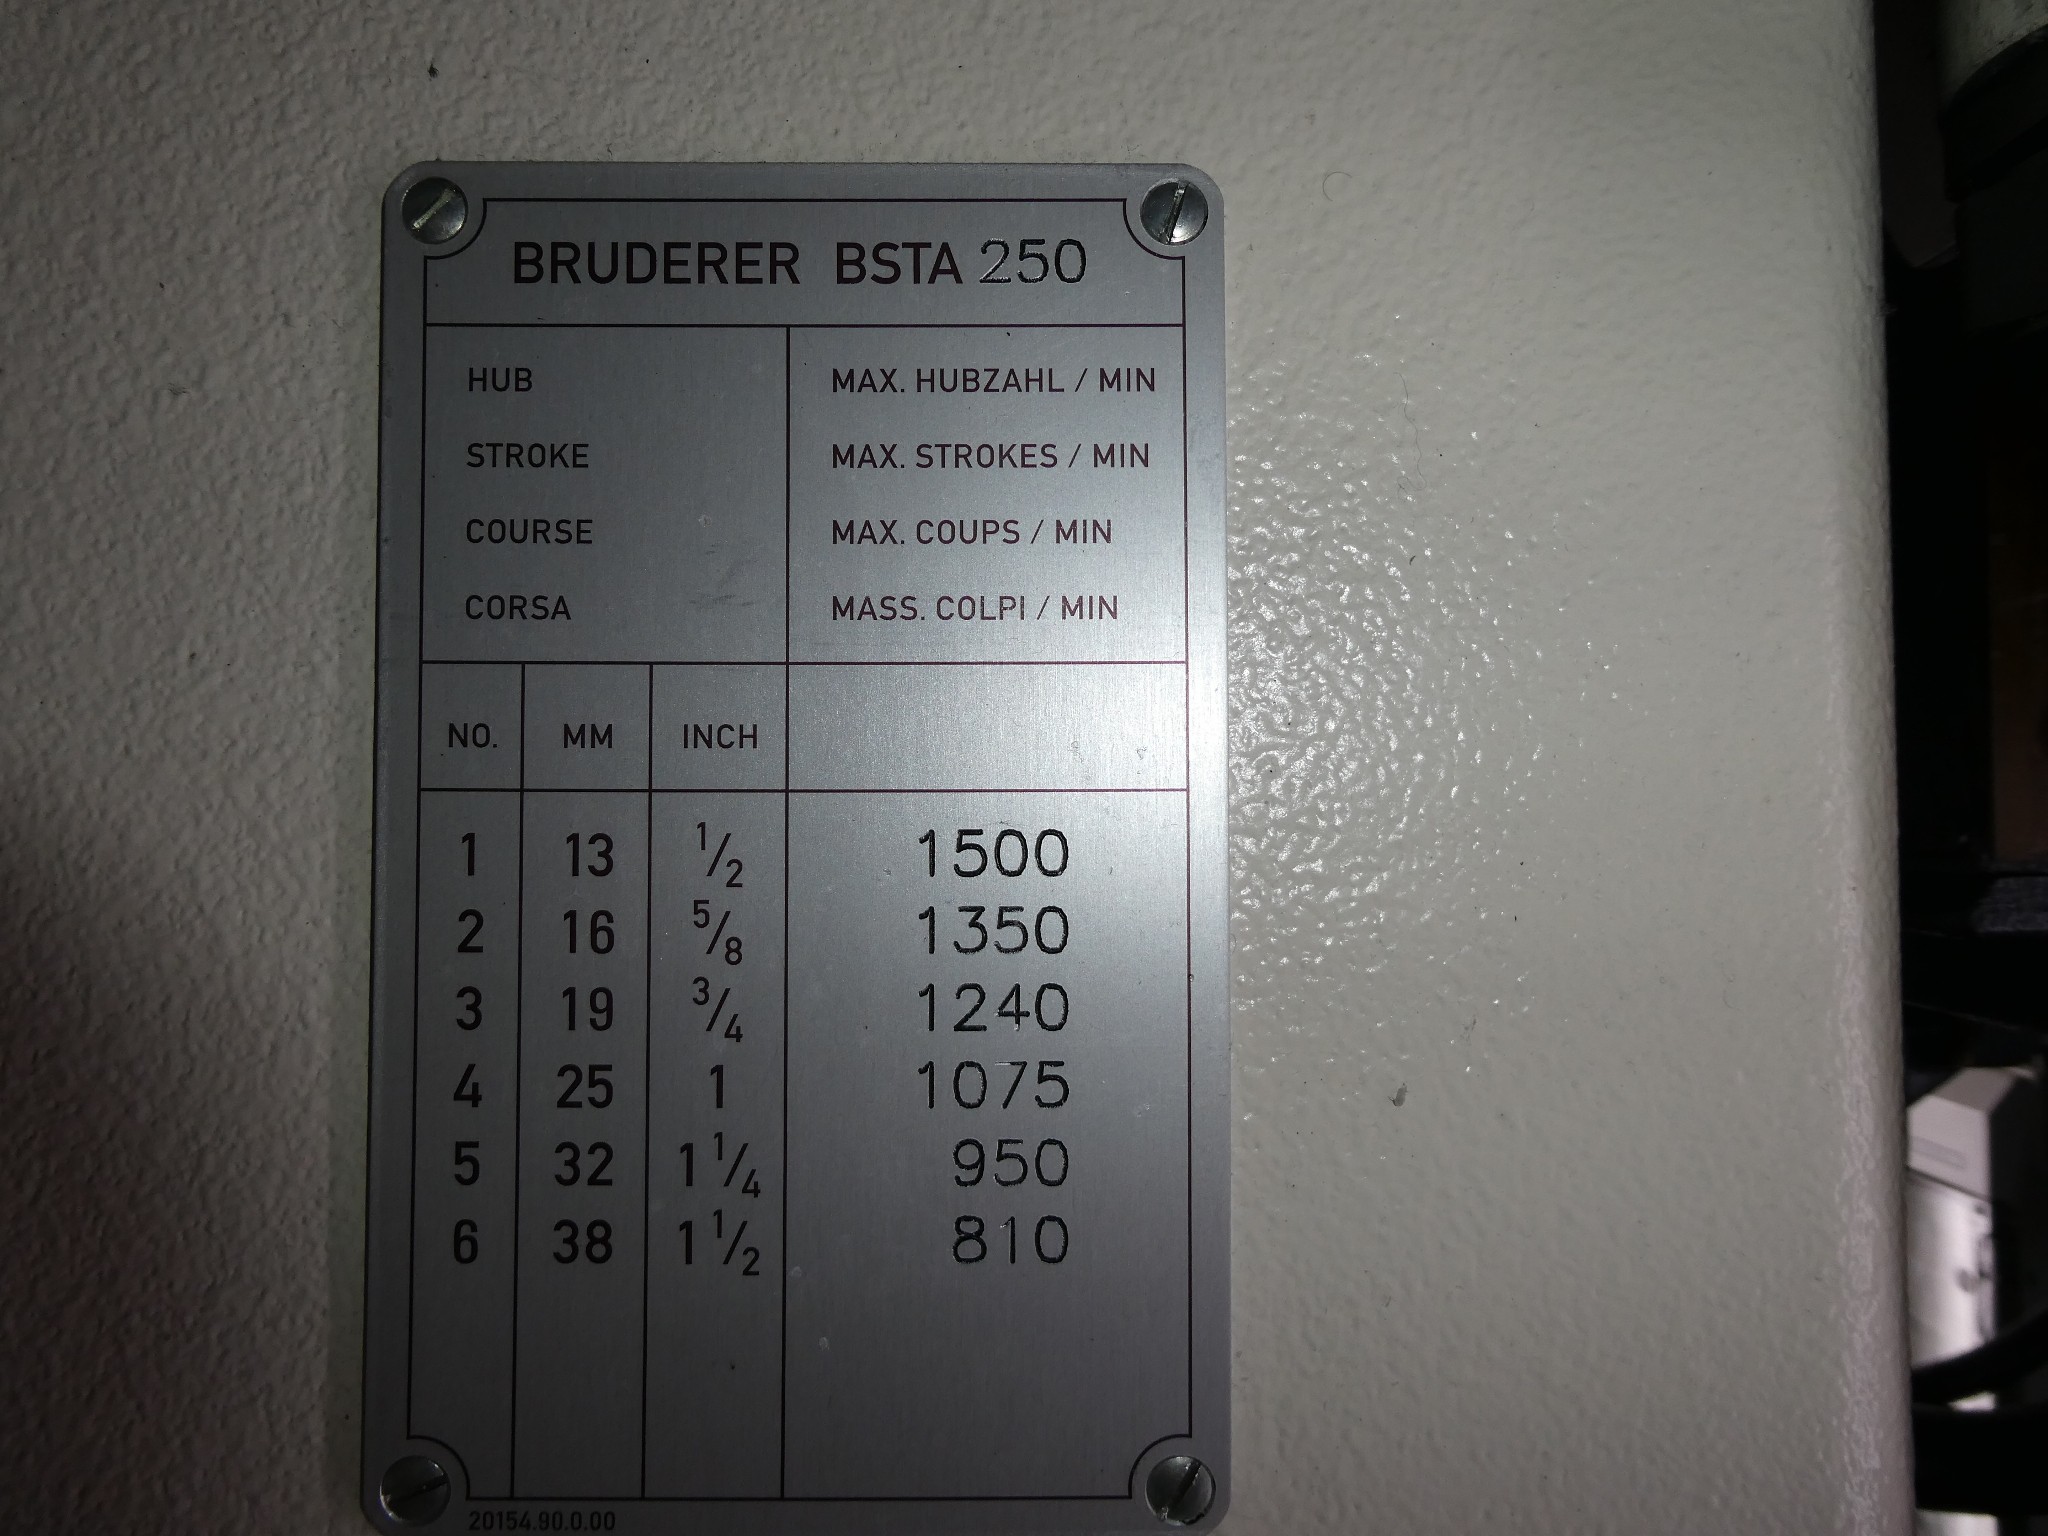 BRUDERER BSTA 250
HUB MAX. HUBZAHL / MIN
STROKE MAX. STROKES / MIN
COURSE MAX. COUPS / MIN
CORSA MASS. COLPI / MIN
NO. MM INCH
1 13 1/2 1500
2 16 5/8 1350
3 19 3/4 1240
4 25 1 1075
5 32 1 1/4 950
6 38 1 1/2 810
20154.90.0.00